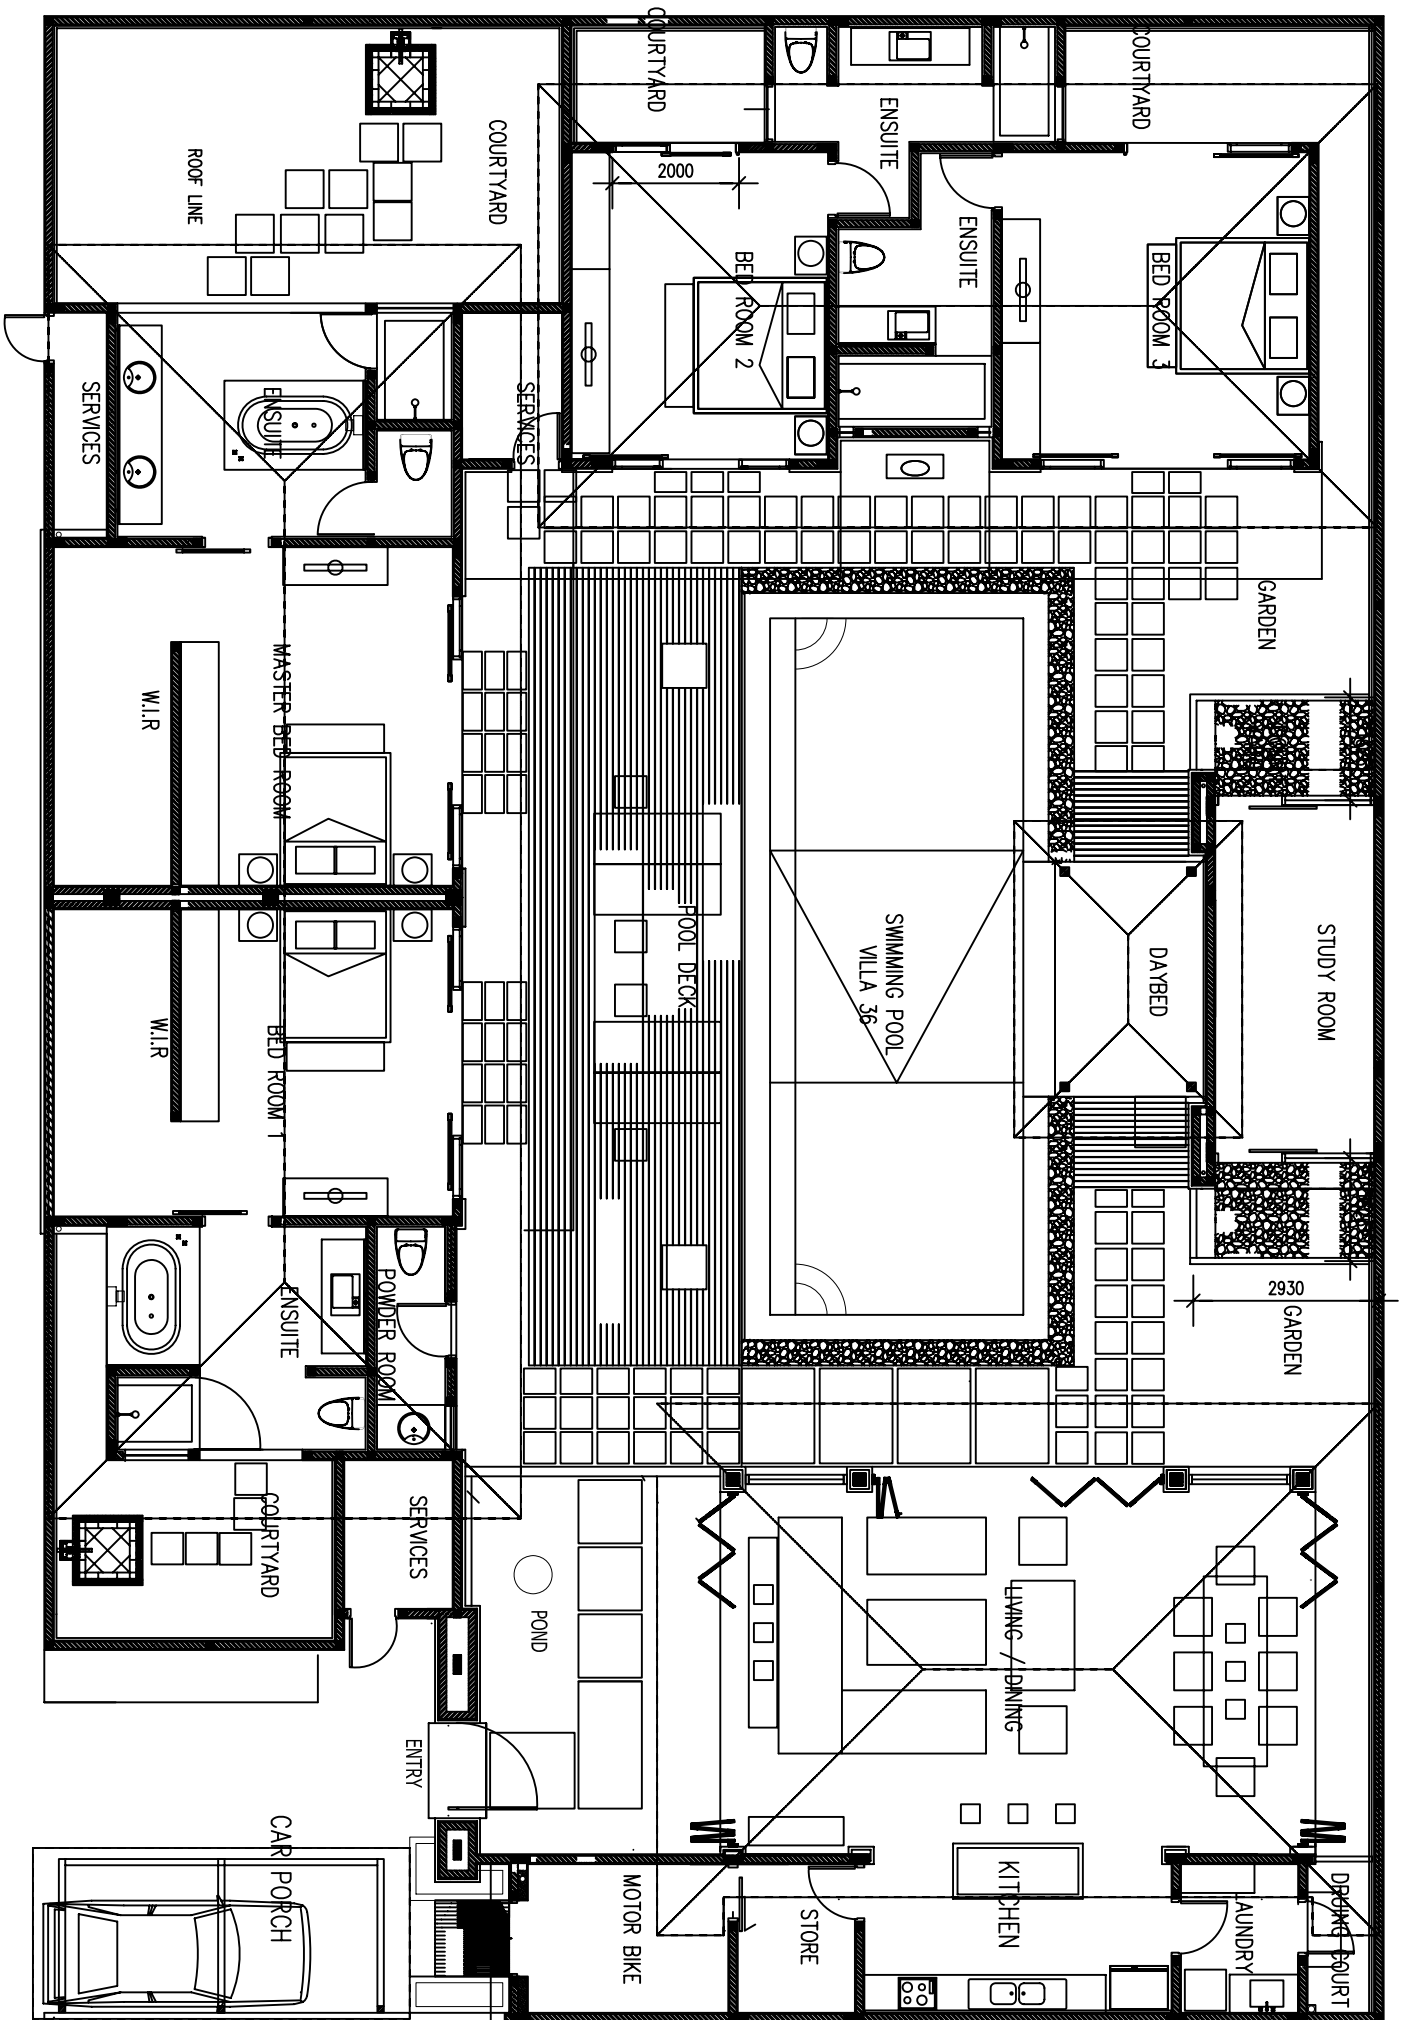 COURTYARD
COURTYARD
ENSUITE
COURTYARD
ROOF LINE
2000
ENSUITE
BED ROOM 2
BED ROOM 3
SERVICES
ENSUITE
SERVICES
GARDEN
MASTER BED ROOM
W.I.R
POOL DECK
SWIMMING POOL
VILLA 36
DAYBED
STUDY ROOM
W.I.R
BED ROOM 1
ENSUITE
POWDER ROOM
2930
GARDEN
COURTYARD
SERVICES
POND
LIVING / DINING
ENTRY
CAR PORCH
MOTOR BIKE
STORE
KITCHEN
LAUNDRY
DRIUNG COURT